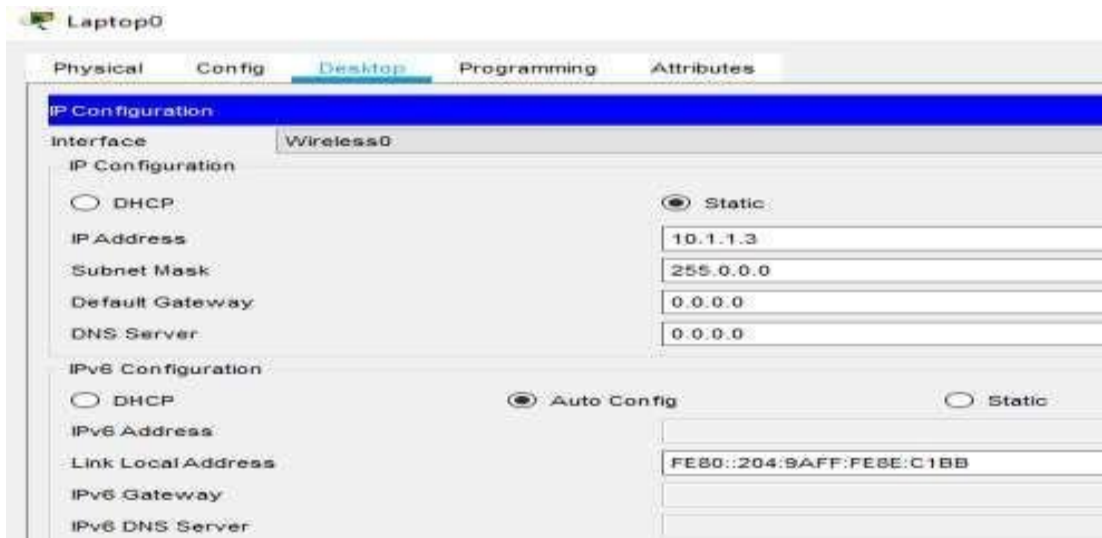 Laptop0
Physical Config Desktop Programming Attributes
IP Configuration
Interface Wireless0
IP Configuration
DHCP Static
IP Address 10.1.1.3
Subnet Mask 255.0.0.0
Default Gateway 0.0.0.0
DNS Server 0.0.0.0
IPv6 Configuration
DHCP Auto Config Static
IPv6 Address
Link Local Address FE80::204:9AFF:FE8E:C1BB
IPv6 Gateway
IPv6 DNS Server